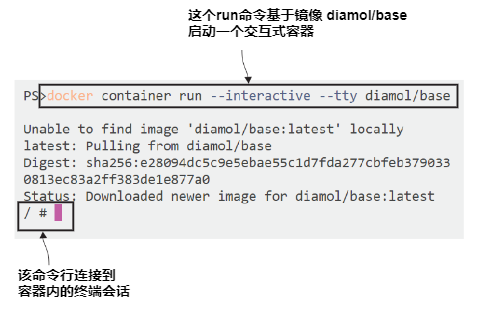 这个run命令基于镜像 diamol/base
启动一个交互式容器
PS>docker container run --interactive --tty diamol/base
Unable to find image 'diamol/base:latest' locally
latest: Pulling from diamol/base
Digest: sha256:e28094dc5c9e5ebae55c1d7fda277cbfeb379033
0813ec83a2ff383de1e877a0
Status: Downloaded newer image for diamol/base:latest
/ #
该命令行连接到
容器内的终端会话